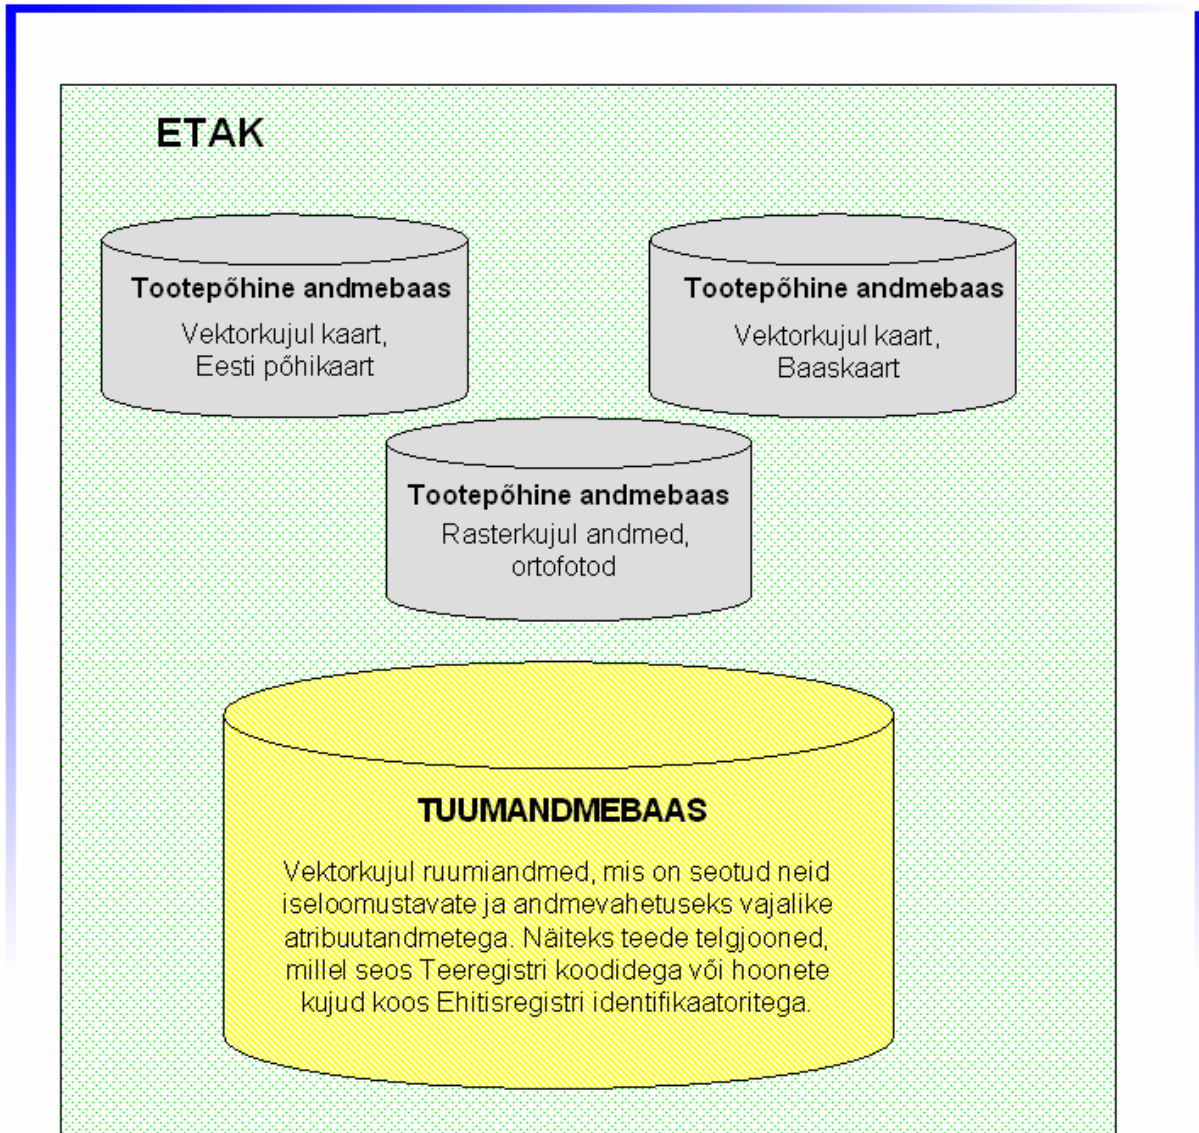 ETAK
Tootepõhine andmebaas
Vektorkujul kaart,
Eesti põhikaart
Tootepõhine andmebaas
Vektorkujul kaart,
Baaskaart
Tootepõhine andmebaas
Rasterkujul andmed,
ortofotod
TUUMANDMEBAAS
Vektorkujul ruumiandmed, mis on seotud neid
iseloomustavate ja andmevahetuseks vajalike
atribuutandmetega. Näiteks teede telgjooned,
millel seos Teeregistri koodidega või hoonete
kujud koos Ehitisregistri identifikaatoritega.